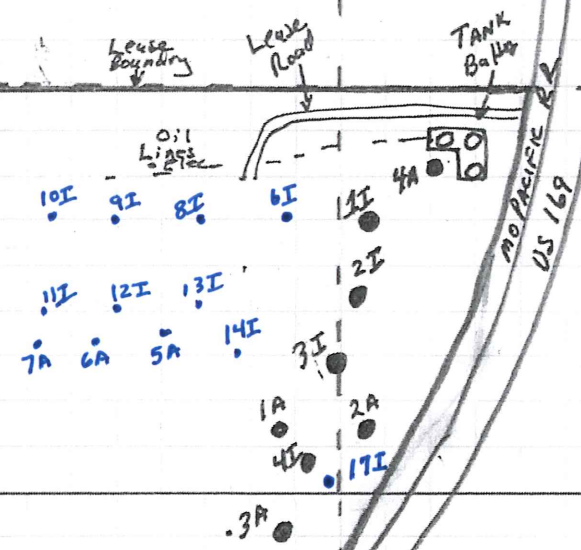 Lease
Boundry
Lease
Road
TANK
Battery
Oil
Lines
MO PACIFIC RR
US 169
4A
10I
9I
8I
6I
1I
2I
11I
12I
13I
14I
7A
6A
5A
3I
1A
2A
4I
17I
3A